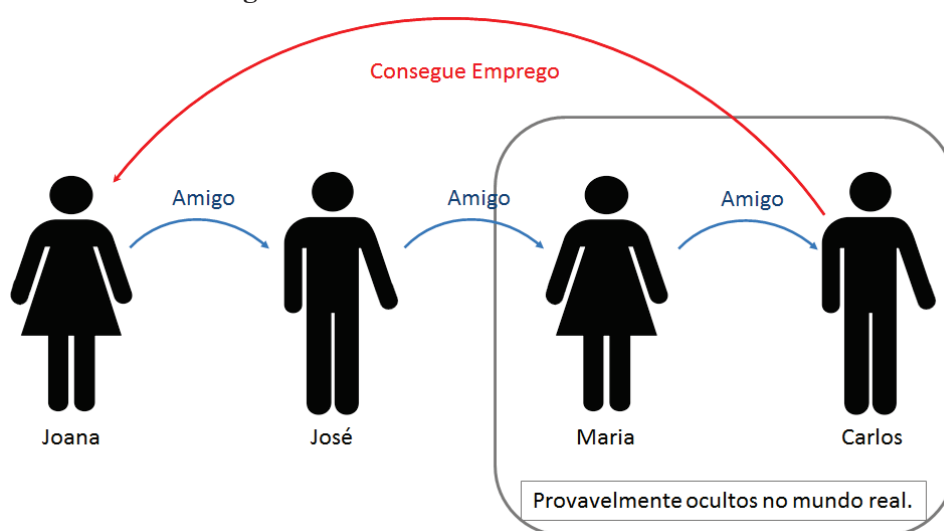 Consegue Emprego
Amigo
Amigo
Amigo
Joana
José
Maria
Carlos
Provavelmente ocultos no mundo real.